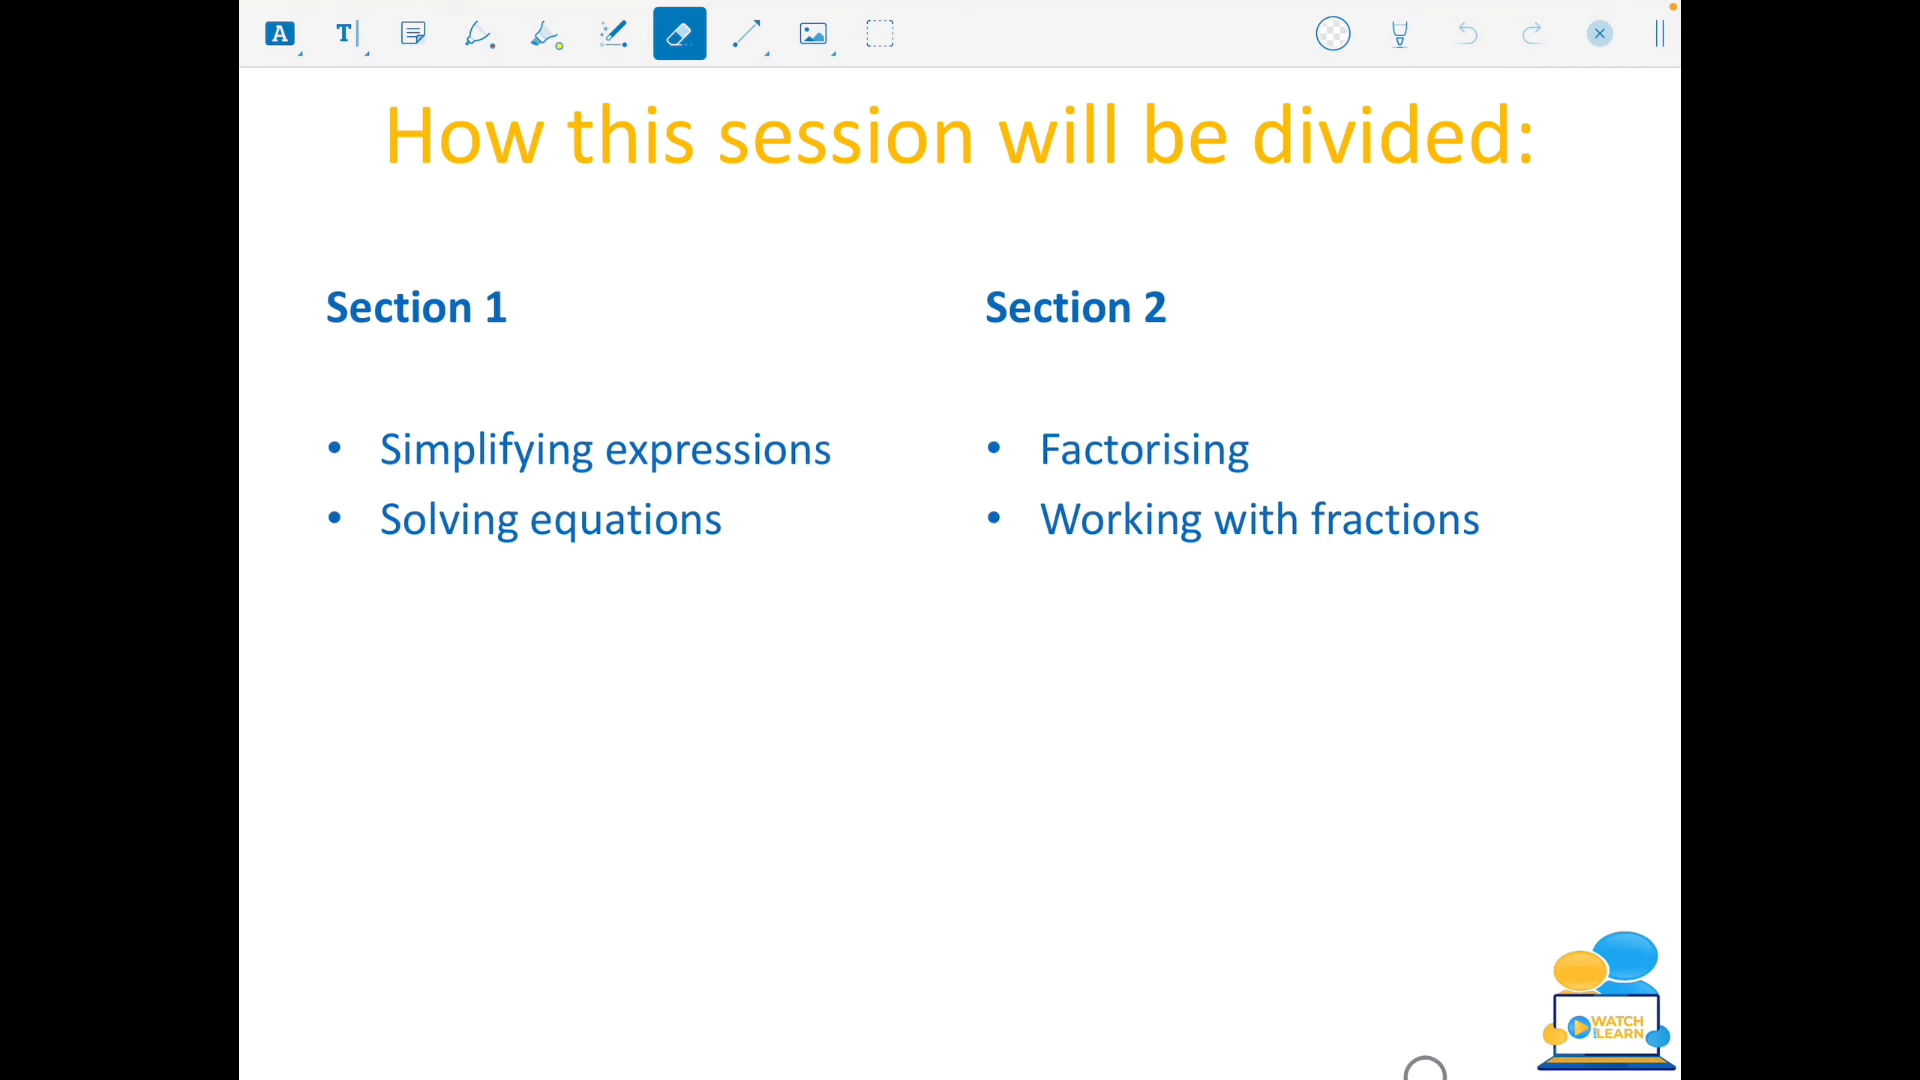 How this session will be divided:
Section 1
• Simplifying expressions
• Solving equations
Section 2
• Factorising
• Working with fractions
WATCH
LEARN